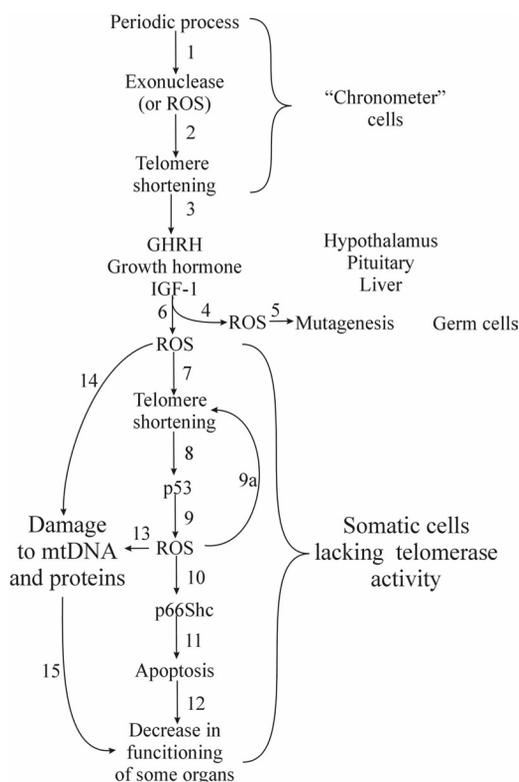 Periodic process
1
Exonuclease
(or ROS)
2
Telomere
shortening
“Chronometer”
cells
3
GHRH
Growth hormone
IGF-1
Hypothalamus
Pituitary
Liver
6
4
ROS
5
Mutagenesis
Germ cells
ROS
14
7
Telomere
shortening
8
9a
p53
9
Damage
to mtDNA
and proteins
13
ROS
Somatic cells
lacking telomerase
activity
10
p66Shc
11
Apoptosis
15
12
Decrease in
funcitioning
of some organs